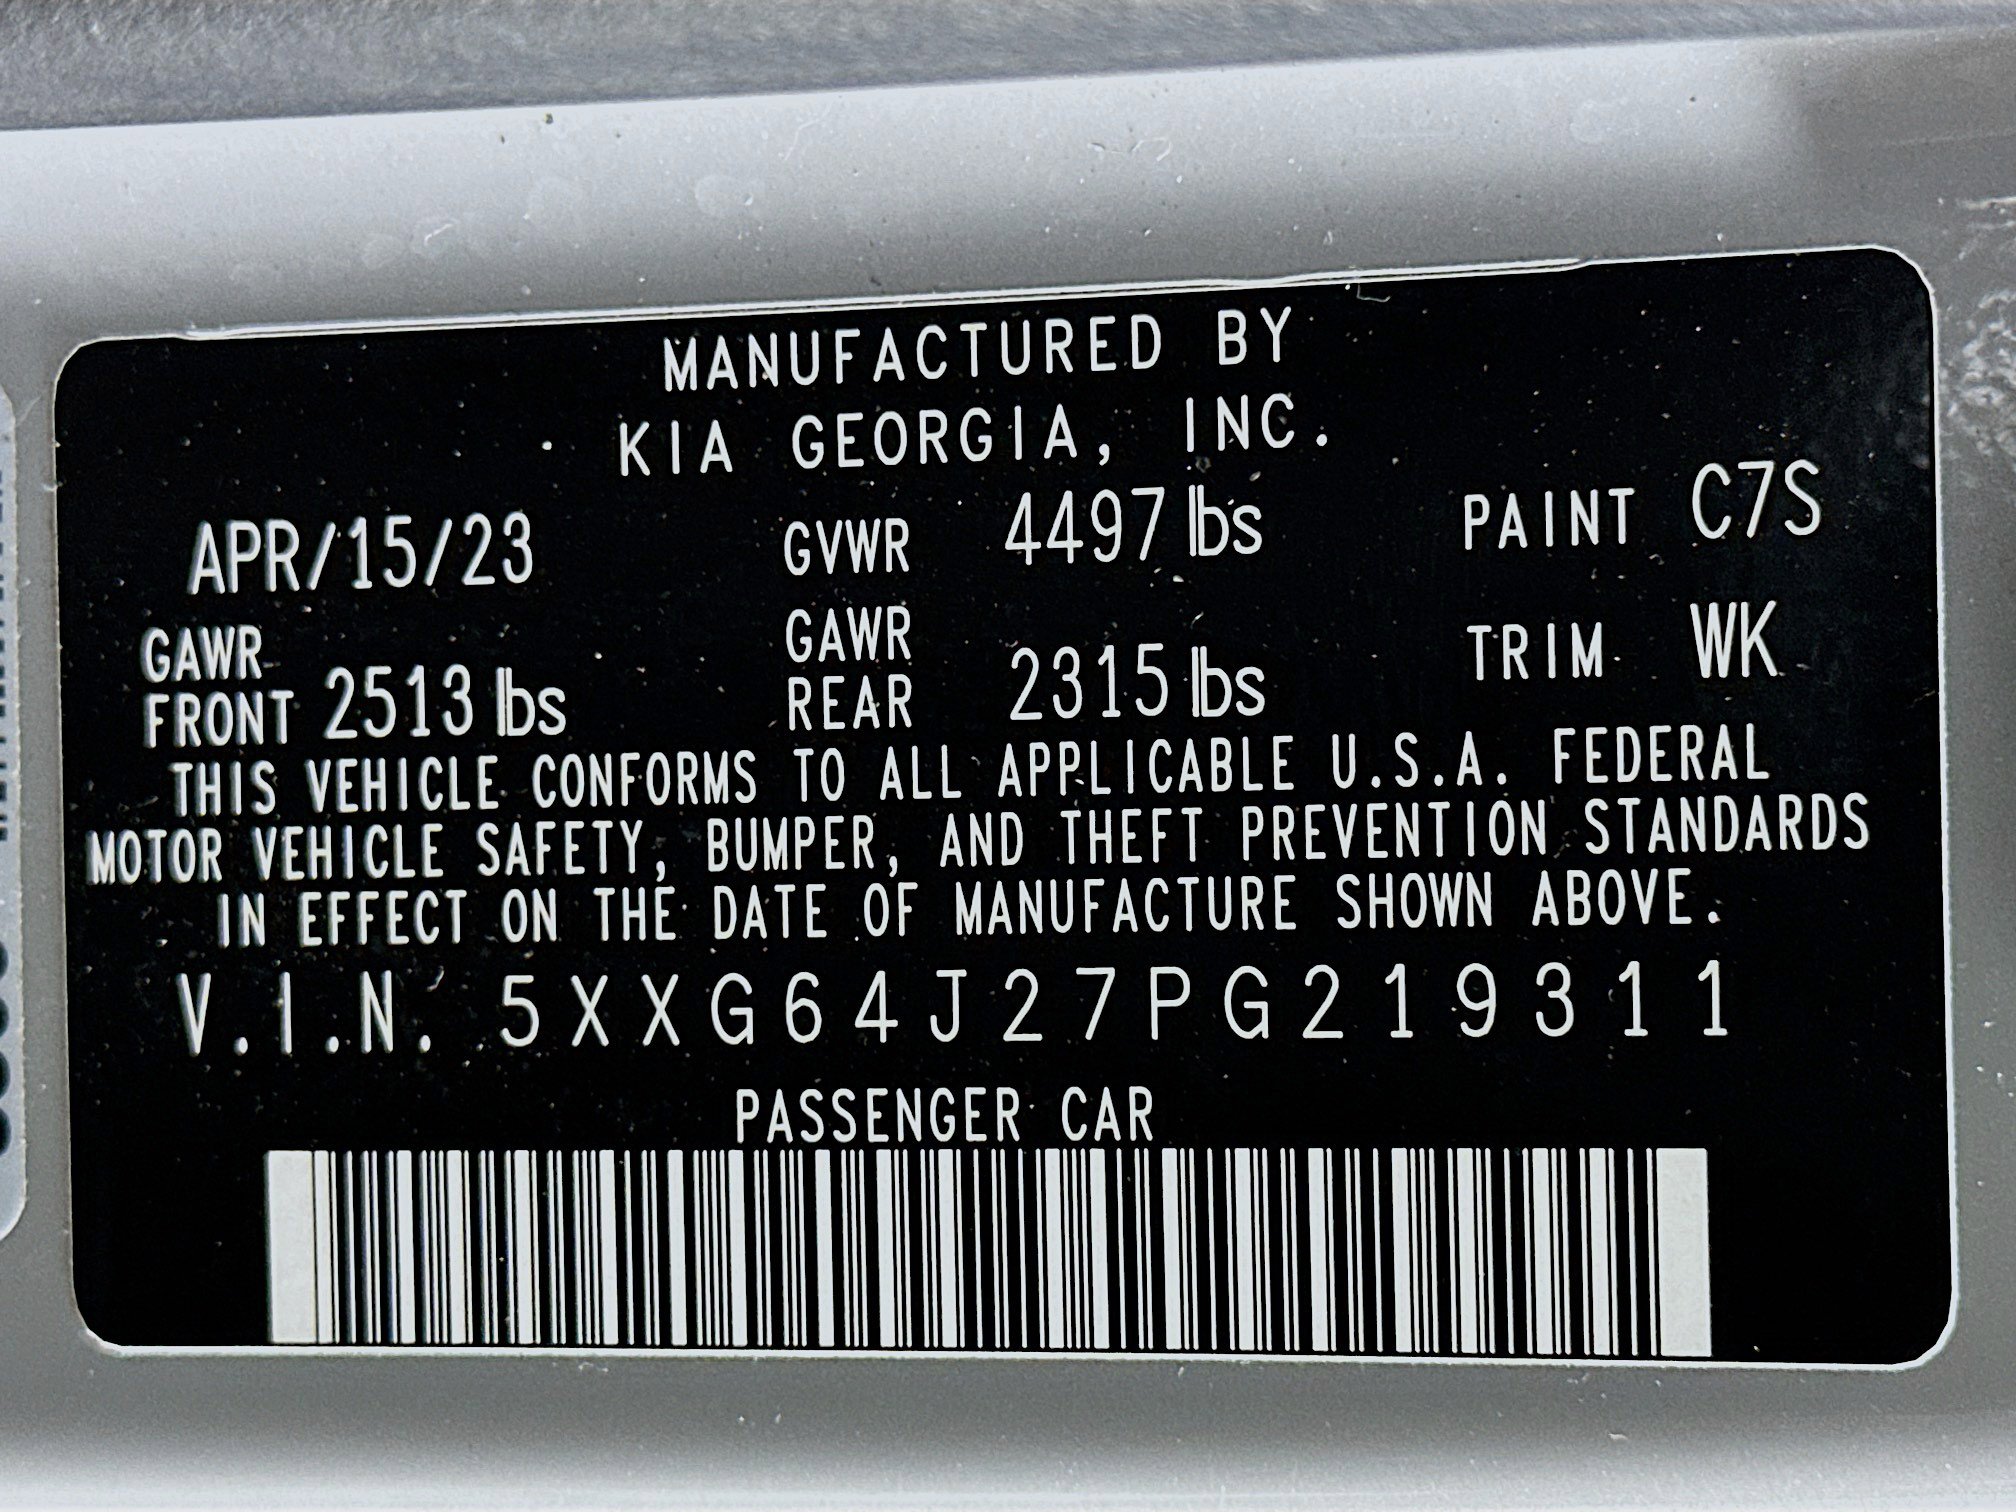 MANUFACTURED BY
KIA GEORGIA, INC.
APR/15/23 GVWR 4497 lbs PAINT C7S
GAWR FRONT 2513 lbs GAWR REAR 2315 lbs TRIM WK
THIS VEHICLE CONFORMS TO ALL APPLICABLE U.S.A. FEDERAL
MOTOR VEHICLE SAFETY, BUMPER, AND THEFT PREVENTION STANDARDS
IN EFFECT ON THE DATE OF MANUFACTURE SHOWN ABOVE.
V.I.N. 5XXG64J27PG219311
PASSENGER CAR